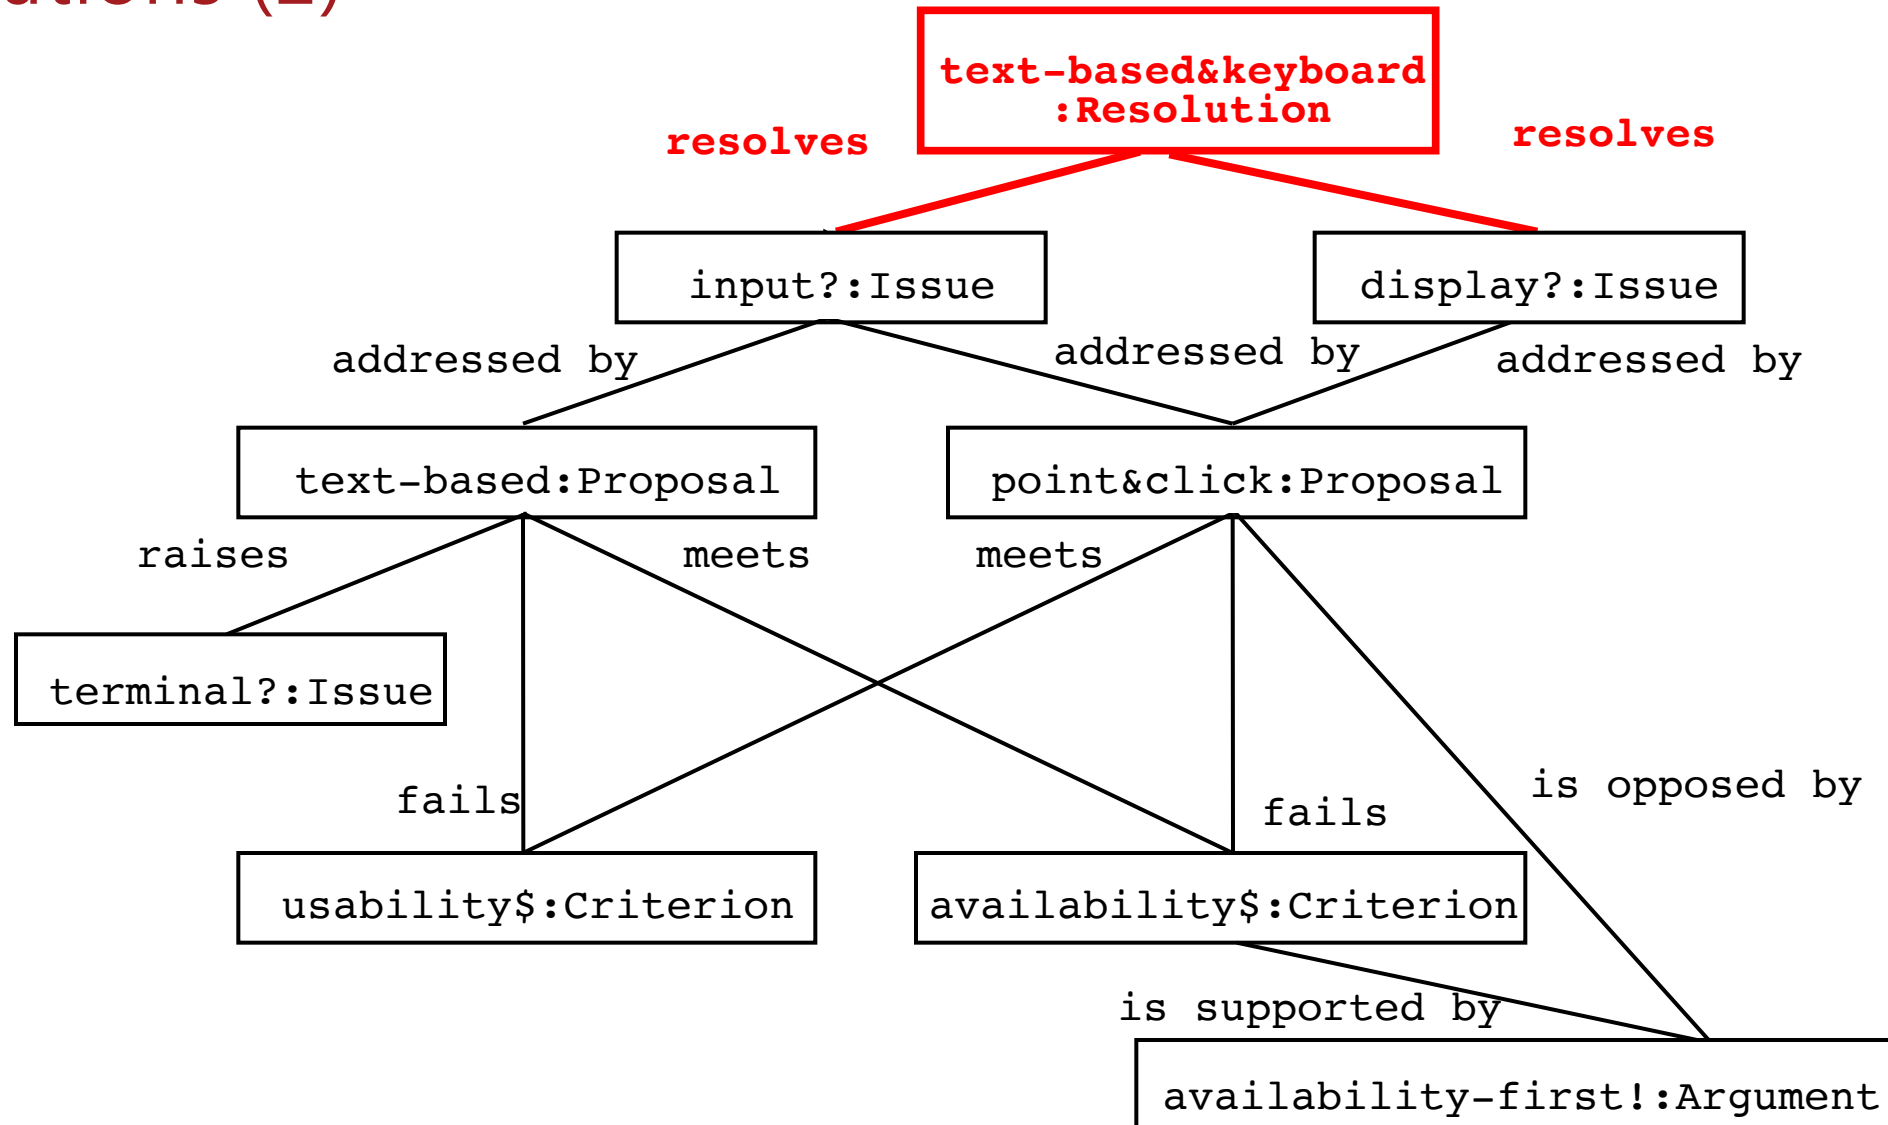 (2)
text-based&keyboard
:Resolution
resolves
resolves
input?:Issue
display?:Issue
addressed by
addressed by
addressed by
text-based:Proposal
point&click:Proposal
raises
meets
meets
terminal?:Issue
fails
fails
is opposed by
usability$:Criterion
availability$:Criterion
is supported by
availability-first!:Argument